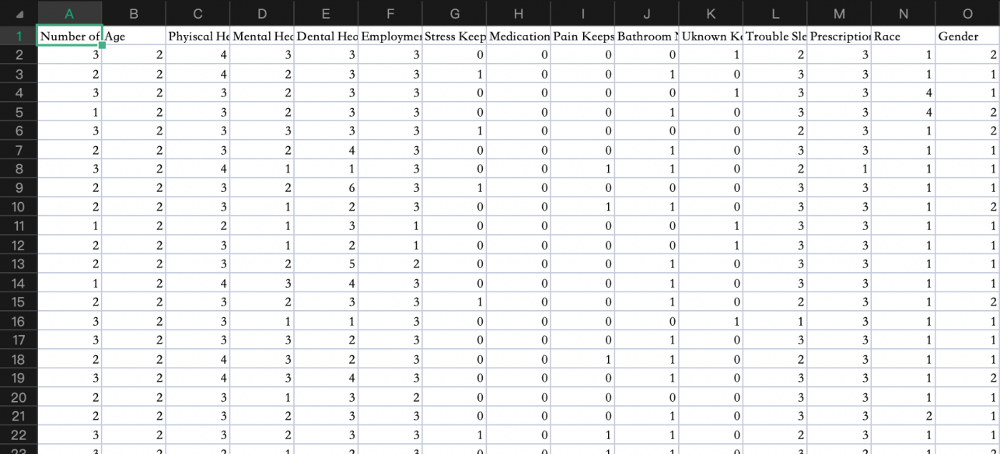 A B C D E F G H I J K L M N O
1 Number of Age Phyiscal He Mental Hea Dental Hea Employme Stress Keep Medication Pain Keeps Bathroom N Uknown Ke Trouble Sle Prescription Race Gender
2 3 2 4 3 3 3 0 0 0 0 1 2 3 1 2
3 2 2 4 2 3 3 1 0 0 1 0 3 3 1 1
4 3 2 3 2 3 3 0 0 0 0 1 3 3 4 1
5 1 2 3 2 3 3 0 0 0 1 0 3 3 4 2
6 3 2 3 3 3 3 1 0 0 0 0 2 3 1 2
7 2 2 3 2 4 3 0 0 0 1 0 3 3 1 1
8 3 2 4 1 1 3 0 0 1 1 0 2 1 1 1
9 2 2 3 2 6 3 1 0 0 0 0 3 3 1 1
10 2 2 3 1 2 3 0 0 1 1 0 3 3 1 2
11 1 2 2 1 3 1 0 0 0 0 1 3 3 1 1
12 2 2 3 1 2 1 0 0 0 0 1 3 3 1 1
13 2 2 3 2 5 2 0 0 0 1 0 3 3 1 1
14 1 2 4 3 4 3 0 0 0 1 0 3 3 1 1
15 2 2 3 2 3 3 1 0 0 1 0 2 3 1 2
16 3 2 3 1 1 3 0 0 0 0 1 1 3 1 1
17 3 2 3 3 2 3 0 0 0 1 0 3 3 1 1
18 2 2 4 3 2 3 0 0 1 1 0 2 3 1 1
19 3 2 4 3 4 3 0 0 0 1 0 3 3 1 2
20 2 2 3 1 3 2 0 0 0 0 0 3 3 1 1
21 2 2 3 2 3 3 0 0 0 1 0 3 3 2 1
22 3 2 3 2 3 3 1 0 1 1 0 2 3 1 1